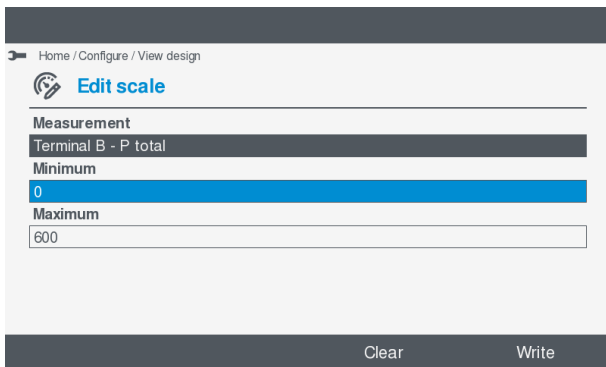 Home / Configure / View design
Edit scale
Measurement
Terminal B - P total
Minimum
0
Maximum
600
Clear Write